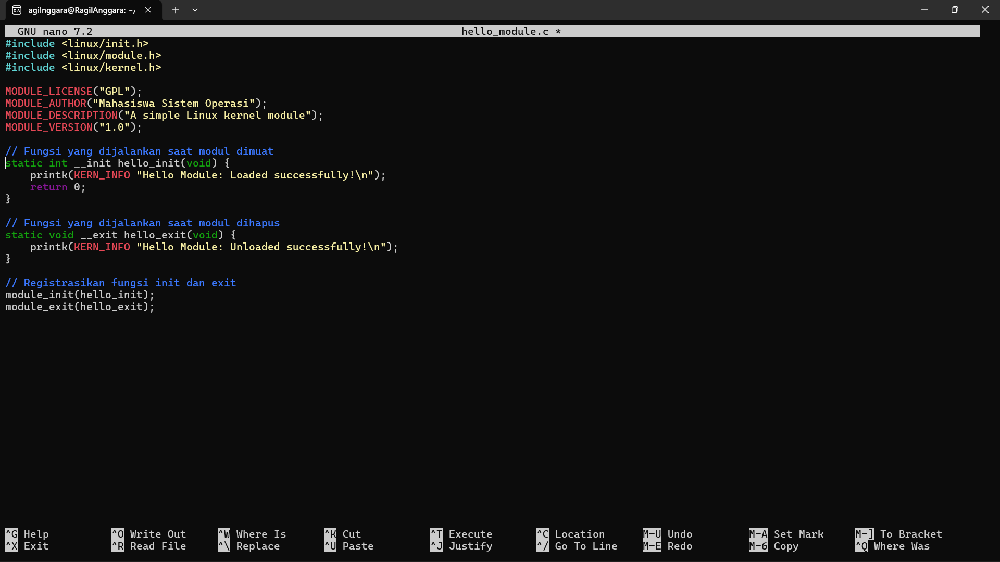 agilnggara@RagilAnggara: ~/
GNU nano 7.2 hello_module.c *
#include <linux/init.h>
#include <linux/module.h>
#include <linux/kernel.h>
MODULE_LICENSE("GPL");
MODULE_AUTHOR("Mahasiswa Sistem Operasi");
MODULE_DESCRIPTION("A simple Linux kernel module");
MODULE_VERSION("1.0");
// Fungsi yang dijalankan saat modul dimuat
static int __init hello_init(void) {
    printk(KERN_INFO "Hello Module: Loaded successfully!\n");
    return 0;
}
// Fungsi yang dijalankan saat modul dihapus
static void __exit hello_exit(void) {
    printk(KERN_INFO "Hello Module: Unloaded successfully!\n");
}
// Registrasikan fungsi init dan exit
module_init(hello_init);
module_exit(hello_exit);
^G Help ^O Write Out ^W Where Is ^K Cut ^T Execute ^C Location M-U Undo M-A Set Mark M-] To Bracket
^X Exit ^R Read File ^\ Replace ^U Paste ^J Justify ^/ Go To Line M-E Redo M-6 Copy ^Q Where Was